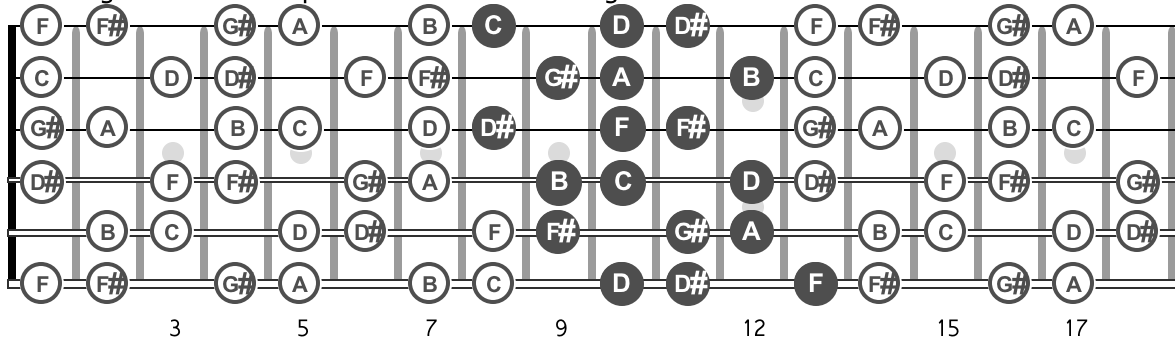 F F# G# A B C D D# F F# G# A
C D D# F F# G# A B C D D# F
G# A B C D D# F F# G# A B C
D# F F# G# A B C D D# F F# G#
B C D D# F F# G# A B C D D#
F F# G# A B C D D# F F# G# A
3 5 7 9 12 15 17